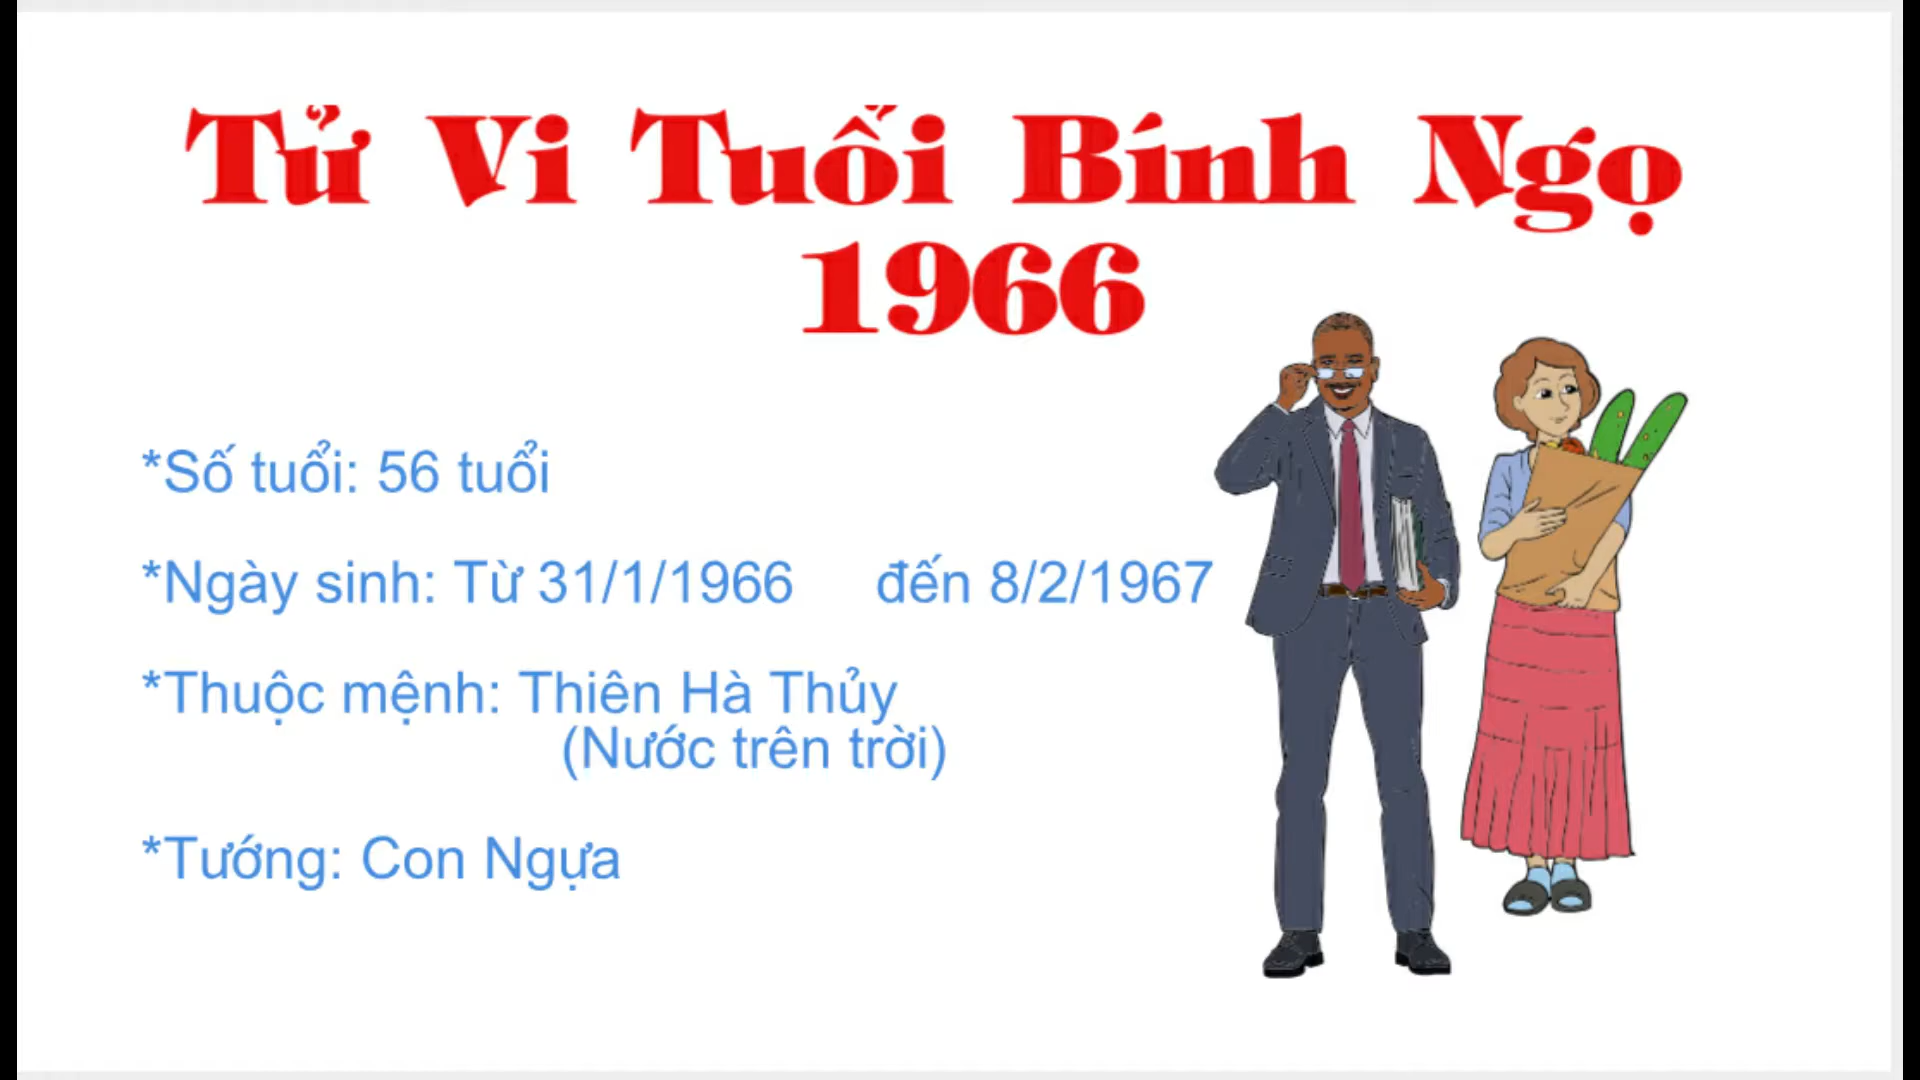 Tử Vi Tuổi Bính Ngọ
1966
*Số tuổi: 56 tuổi
*Ngày sinh: Từ 31/1/1966 đến 8/2/1967
*Thuộc mệnh: Thiên Hà Thủy
(Nước trên trời)
*Tướng: Con Ngựa